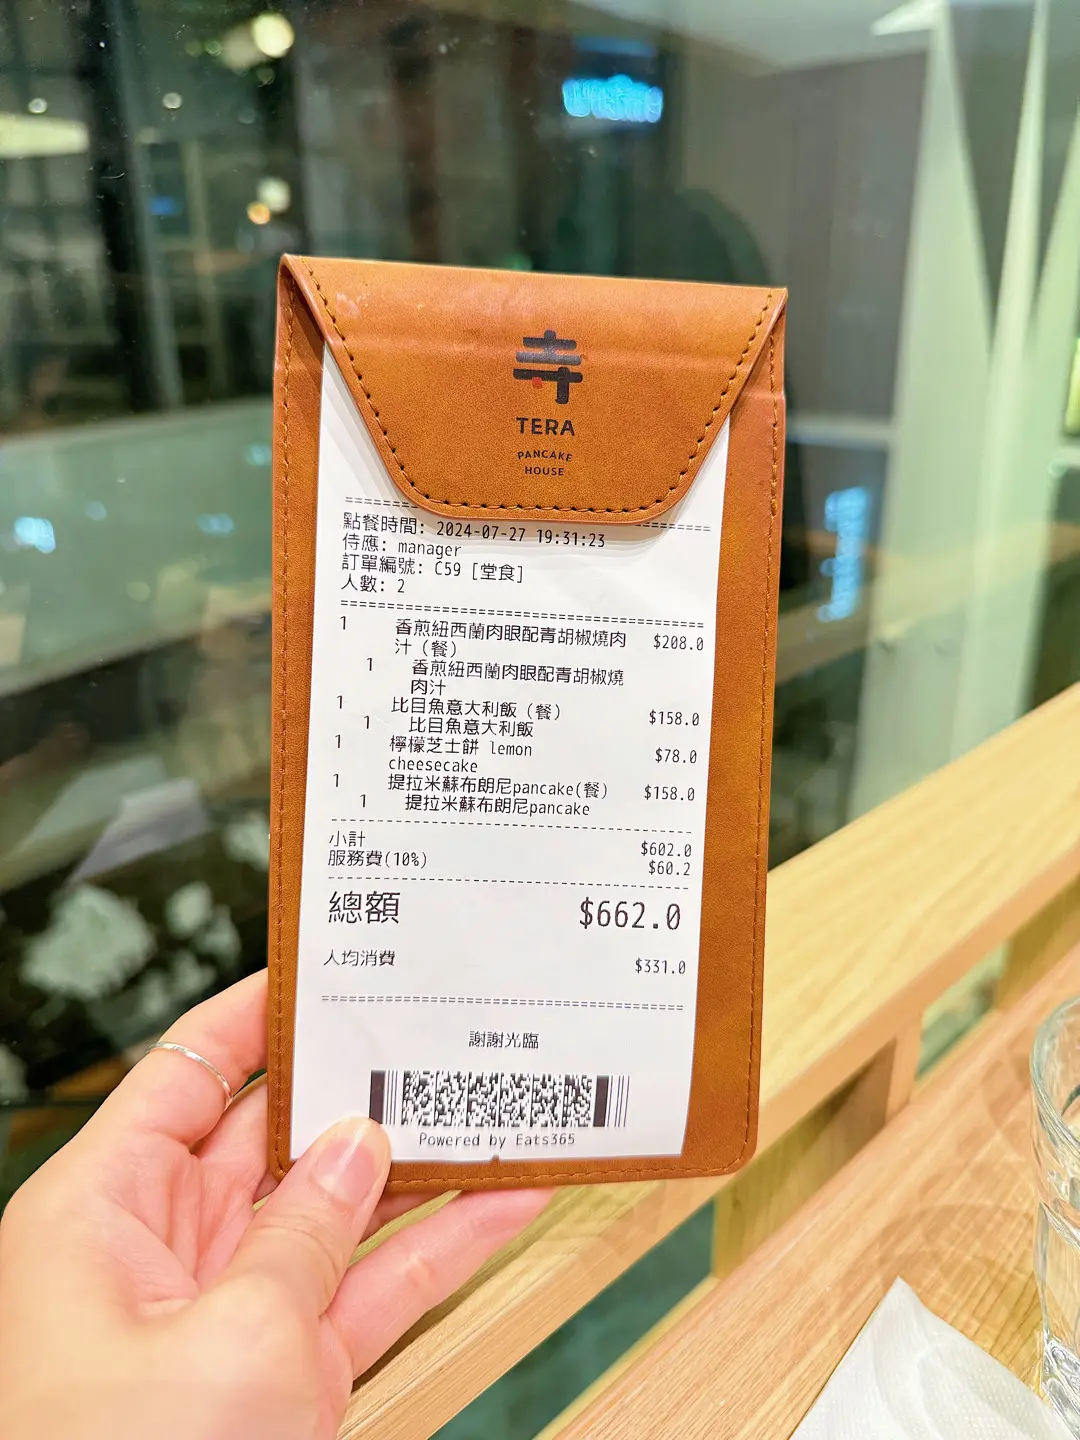 寺
TERA
PANCAKE
HOUSE
點餐時間: 2024-07-27 19:31:23
侍應: manager
訂單編號: C59 [堂食]
人數: 2
1 香煎紐西蘭肉眼配青胡椒燒肉 $208.0
汁 (餐)
1 香煎紐西蘭肉眼配青胡椒燒
肉汁
1 比目魚意大利飯 (餐) $158.0
1 比目魚意大利飯
1 檸檬芝士餅 lemon $78.0
cheesecake
1 提拉米蘇布朗尼pancake(餐) $158.0
1 提拉米蘇布朗尼pancake
小計 $602.0
服務費(10%) $60.2
總額 $662.0
人均消費 $331.0
謝謝光臨
Powered by Eats365